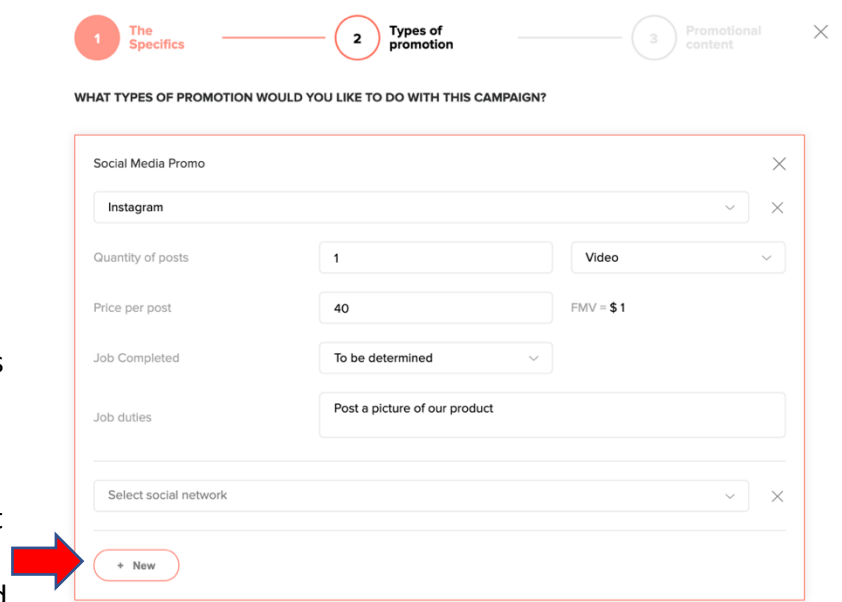 1 The Specifics 2 Types of promotion 3 Promotional content
WHAT TYPES OF PROMOTION WOULD YOU LIKE TO DO WITH THIS CAMPAIGN?
Social Media Promo
Instagram
Quantity of posts 1 Video
Price per post 40 FMV = $ 1
Job Completed To be determined
Job duties Post a picture of our product
Select social network
+ New